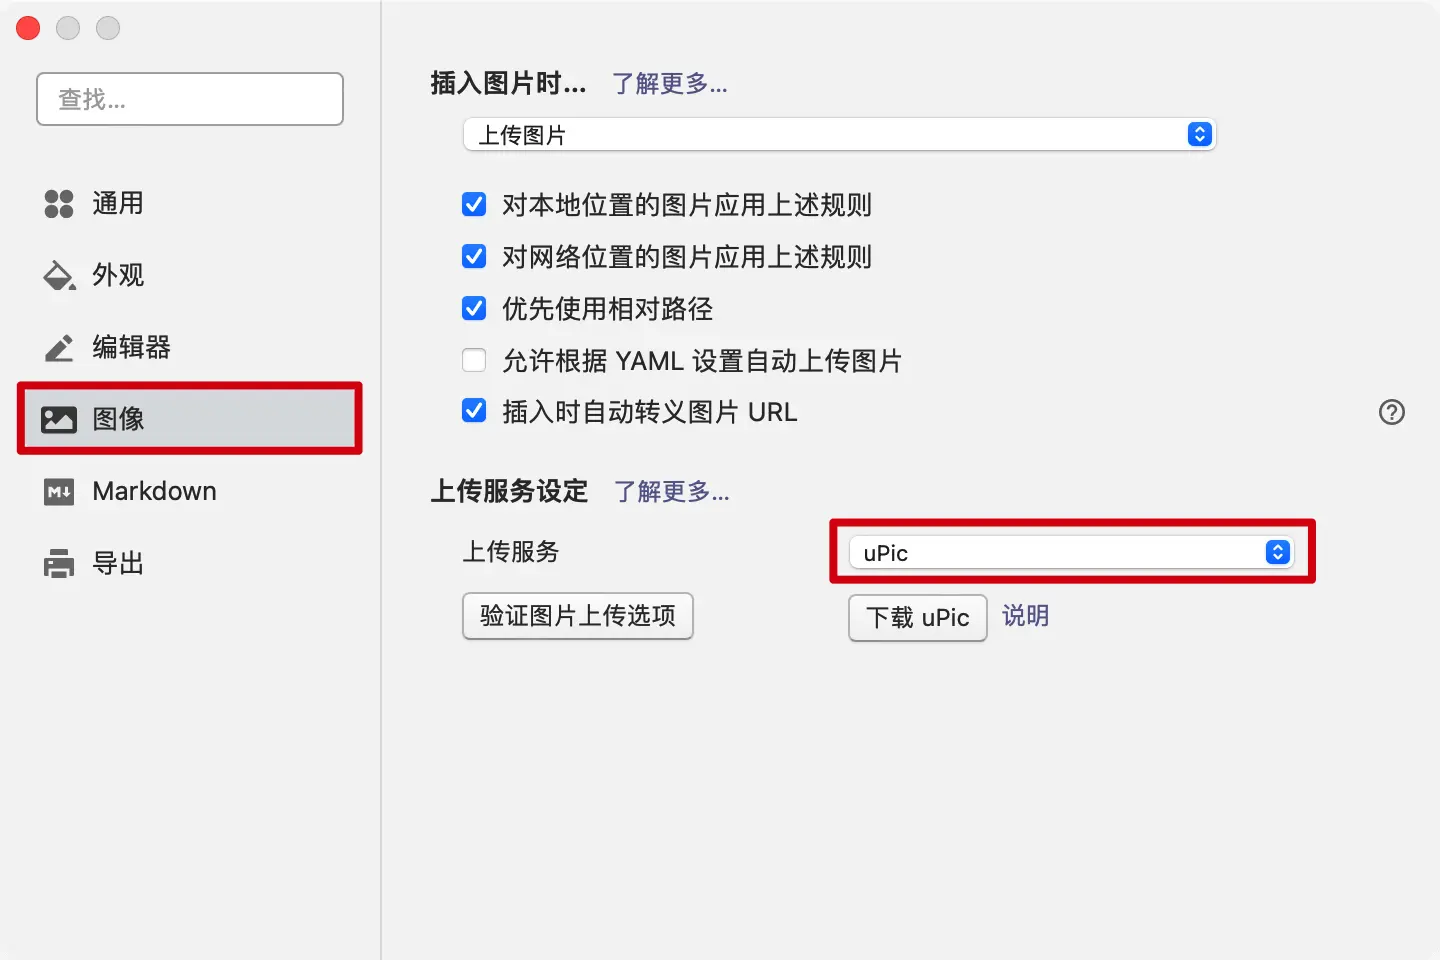 查找...
通用
外观
编辑器
图像
Markdown
导出
插入图片时... 了解更多...
上传图片
对本地位置的图片应用上述规则
对网络位置的图片应用上述规则
优先使用相对路径
允许根据 YAML 设置自动上传图片
插入时自动转义图片 URL
上传服务设定 了解更多...
上传服务 uPic
验证图片上传选项 下载 uPic 说明